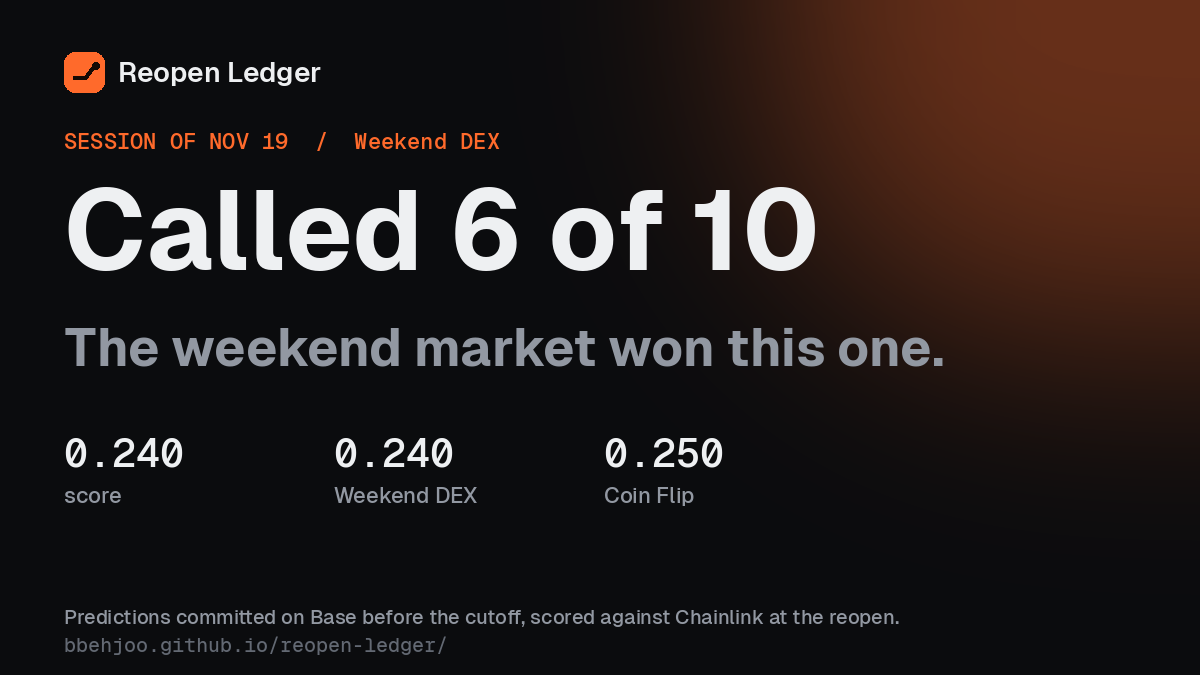 Reopen Ledger
SESSION OF NOV 19 / Weekend DEX
Called 6 of 10
The weekend market won this one.
0.240 0.240 0.250
score Weekend DEX Coin Flip
Predictions committed on Base before the cutoff, scored against Chainlink at the reopen.
bbehjoo.github.io/reopen-ledger/